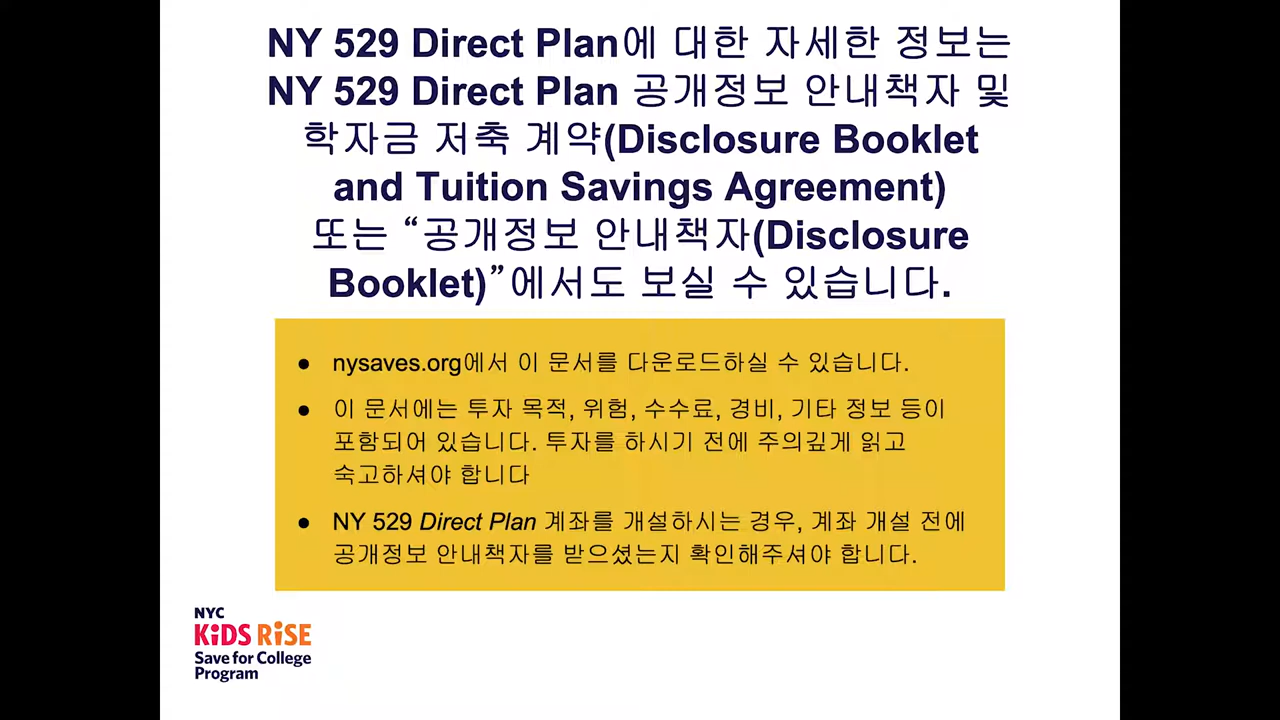 NY 529 Direct Plan에 대한 자세한 정보는
NY 529 Direct Plan 공개정보 안내책자 및
학자금 저축 계약(Disclosure Booklet
and Tuition Savings Agreement)
또는 “공개정보 안내책자(Disclosure
Booklet)”에서도 보실 수 있습니다.
● nysaves.org에서 이 문서를 다운로드하실 수 있습니다.
● 이 문서에는 투자 목적, 위험, 수수료, 경비, 기타 정보 등이
포함되어 있습니다. 투자를 하시기 전에 주의깊게 읽고
숙고하셔야 합니다
● NY 529 Direct Plan 계좌를 개설하시는 경우, 계좌 개설 전에
공개정보 안내책자를 받으셨는지 확인해주셔야 합니다.
NYC
KiDS RiSE
Save for College
Program